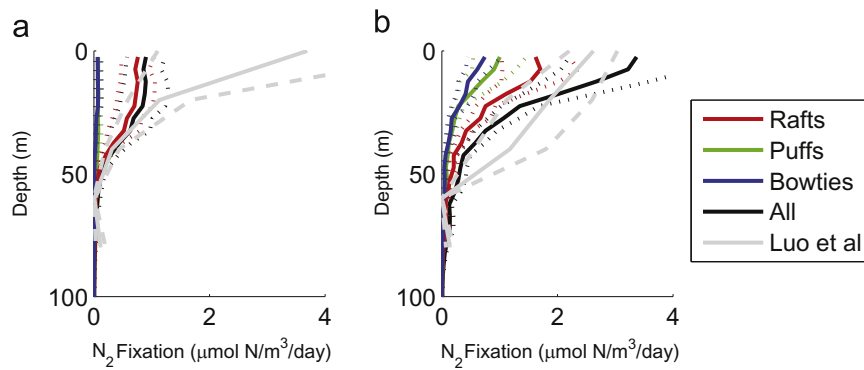 a
b
0
50
100
Depth (m)
0
2
4
N₂ Fixation (μmol N/m³/day)
0
50
100
Depth (m)
0
2
4
N₂ Fixation (μmol N/m³/day)
Rafts
Puffs
Bowties
All
Luo et al